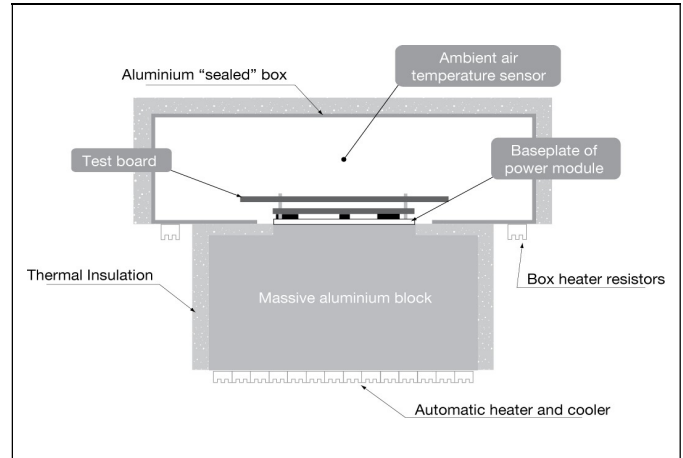 Ambient air
temperature sensor
Aluminium “sealed” box
Test board
Baseplate of
power module
Thermal Insulation
Box heater resistors
Massive aluminium block
Automatic heater and cooler